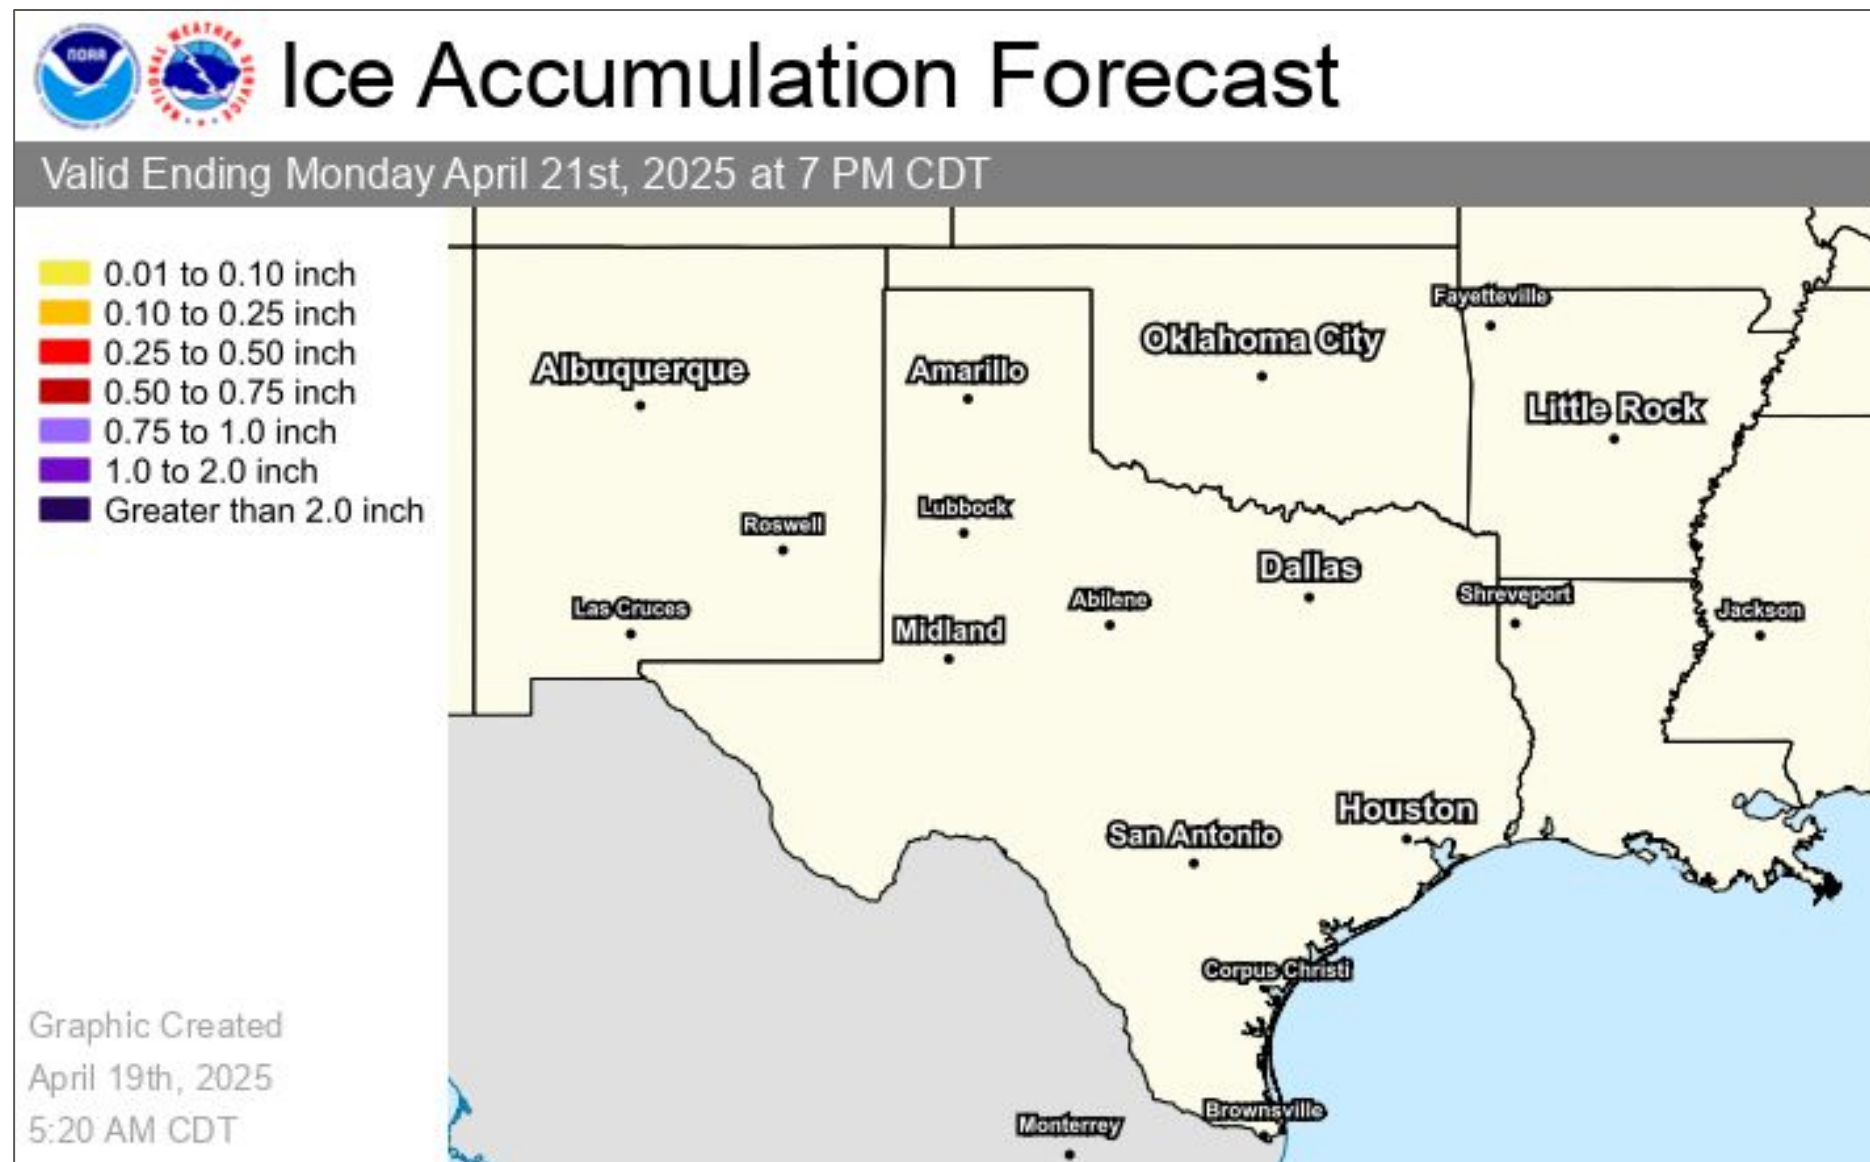 NOAA
NATIONAL WEATHER SERVICE
Ice Accumulation Forecast
Valid Ending Monday April 21st, 2025 at 7 PM CDT
0.01 to 0.10 inch
0.10 to 0.25 inch
0.25 to 0.50 inch
0.50 to 0.75 inch
0.75 to 1.0 inch
1.0 to 2.0 inch
Greater than 2.0 inch
Fayetteville
Oklahoma City
Albuquerque
Amarillo
Little Rock
Lubbock
Roswell
Dallas
Shreveport
Abilene
Las Cruces
Jackson
Midland
Houston
San Antonio
Corpus Christi
Brownsville
Monterrey
Graphic Created
April 19th, 2025
5:20 AM CDT